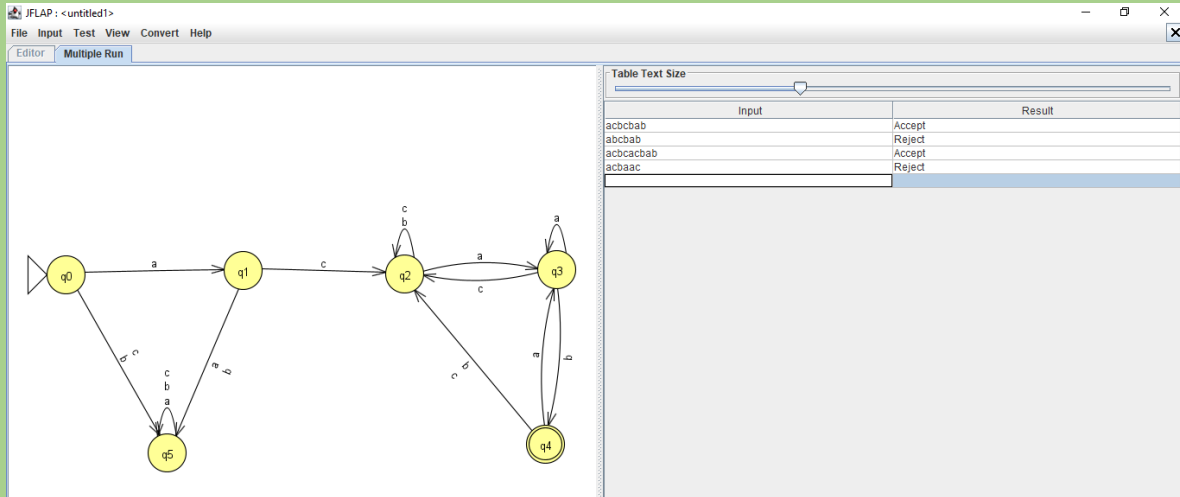 JFLAP : <untitled1>
File Input Test View Convert Help
Editor Multiple Run
Table Text Size
Input Result
acbcbab Accept
abcbab Reject
acbcacbab Accept
acbaac Reject
c
b
a
q0
a
q1
c
q2
a
c
q3
b
c
a
b
c
b
a
a
b
b
c
q5
q4